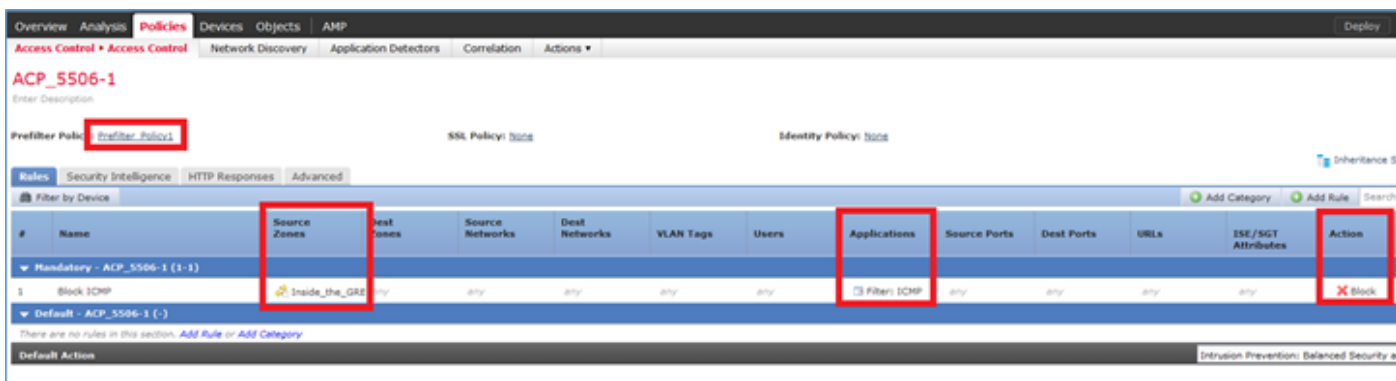 Overview Analysis Policies Devices Objects AMP Deploy
Access Control ▸ Access Control Network Discovery Application Detectors Correlation Actions ▾
ACP_5506-1
Enter Description
Prefilter Polic : Prefilter_Policy1 SSL Policy: None Identity Policy: None
Inheritance S
Rules Security Intelligence HTTP Responses Advanced
Filter by Device Add Category Add Rule Search
# Name Source Zones Dest Zones Source Networks Dest Networks VLAN Tags Users Applications Source Ports Dest Ports URLs ISE/SGT Attributes Action
Mandatory - ACP_5506-1 (1-1)
1 Block ICMP Inside_the_GRE any any any any any Filter: ICMP any any any any Block
Default - ACP_5506-1 (-)
There are no rules in this section. Add Rule or Add Category
Default Action Intrusion Prevention: Balanced Security a